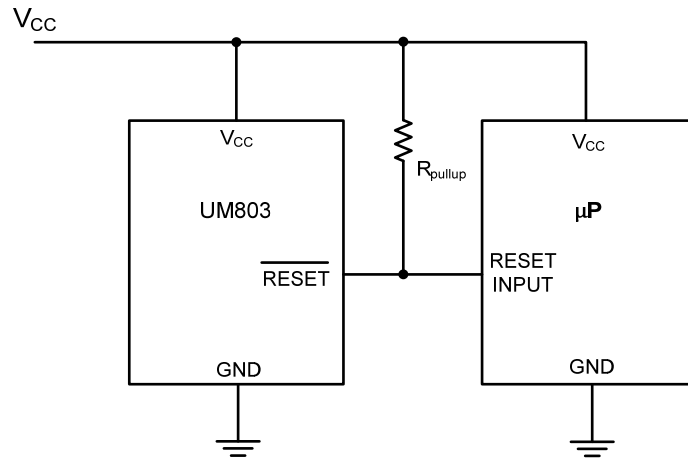 VCC
VCC
UM803
RESET
GND
Rpullup
VCC
µP
RESET
INPUT
GND